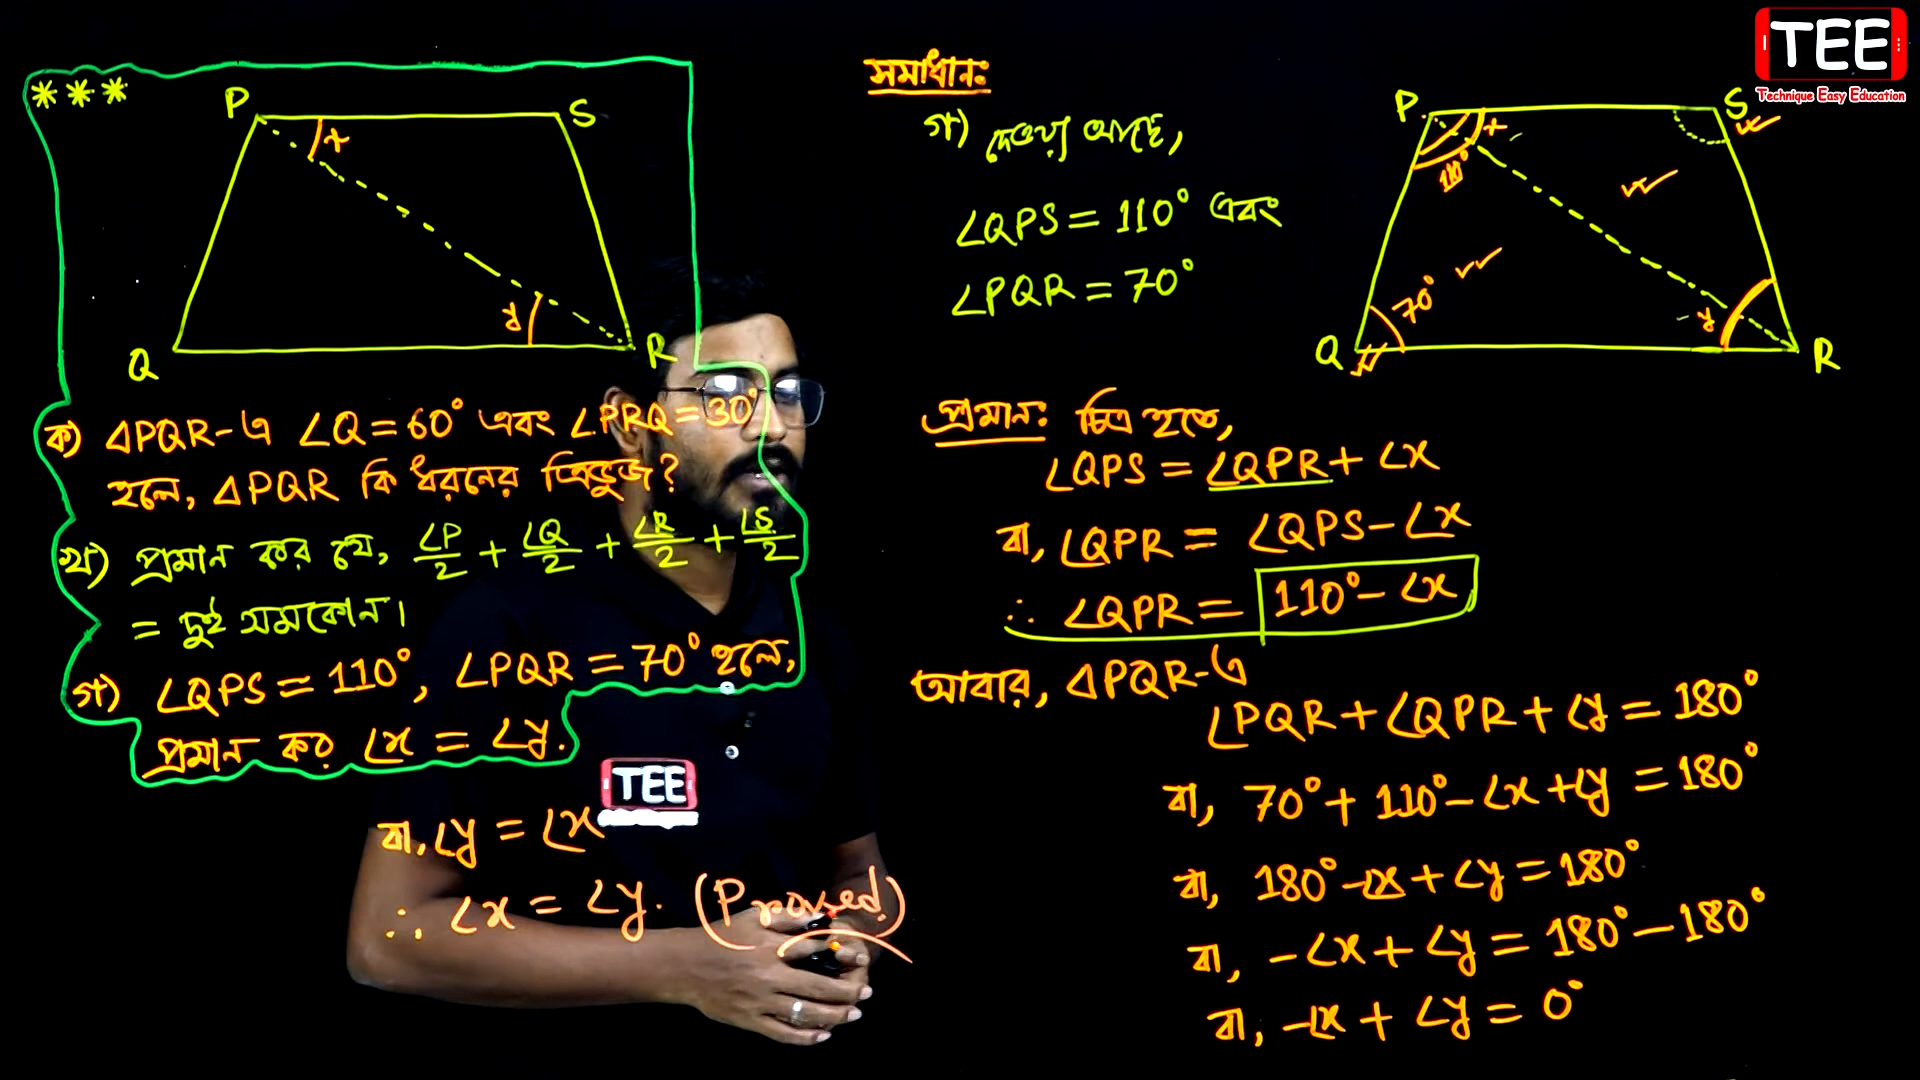 ***
P
S
x
y
Q
R
ক) ΔPQR-এ ∠Q = 60° এবং ∠PRQ = 30°
হলে, ΔPQR কি ধরনের ত্রিভুজ?
খ) প্রমান কর যে, ∠P/2 + ∠Q/2 + ∠R/2 + ∠S/2
= দুই সমকোন।
গ) ∠QPS = 110°, ∠PQR = 70° হলে,
প্রমান কর ∠x = ∠y.
বা, ∠y = ∠x
∴ ∠x = ∠y. (Proved)
TEE
সমাধান:
গ) দেওয়া আছে,
∠QPS = 110° এবং
∠PQR = 70°
প্রমান: চিত্র হতে,
∠QPS = ∠QPR + ∠x
বা, ∠QPR = ∠QPS - ∠x
∴ ∠QPR = 110° - ∠x
আবার, ΔPQR-এ
∠PQR + ∠QPR + ∠y = 180°
বা, 70° + 110° - ∠x + ∠y = 180°
বা, 180° - ∠x + ∠y = 180°
বা, -∠x + ∠y = 180° - 180°
বা, -∠x + ∠y = 0°
TEE
Technique Easy Education
P
S
x
110°
70°
y
Q
R